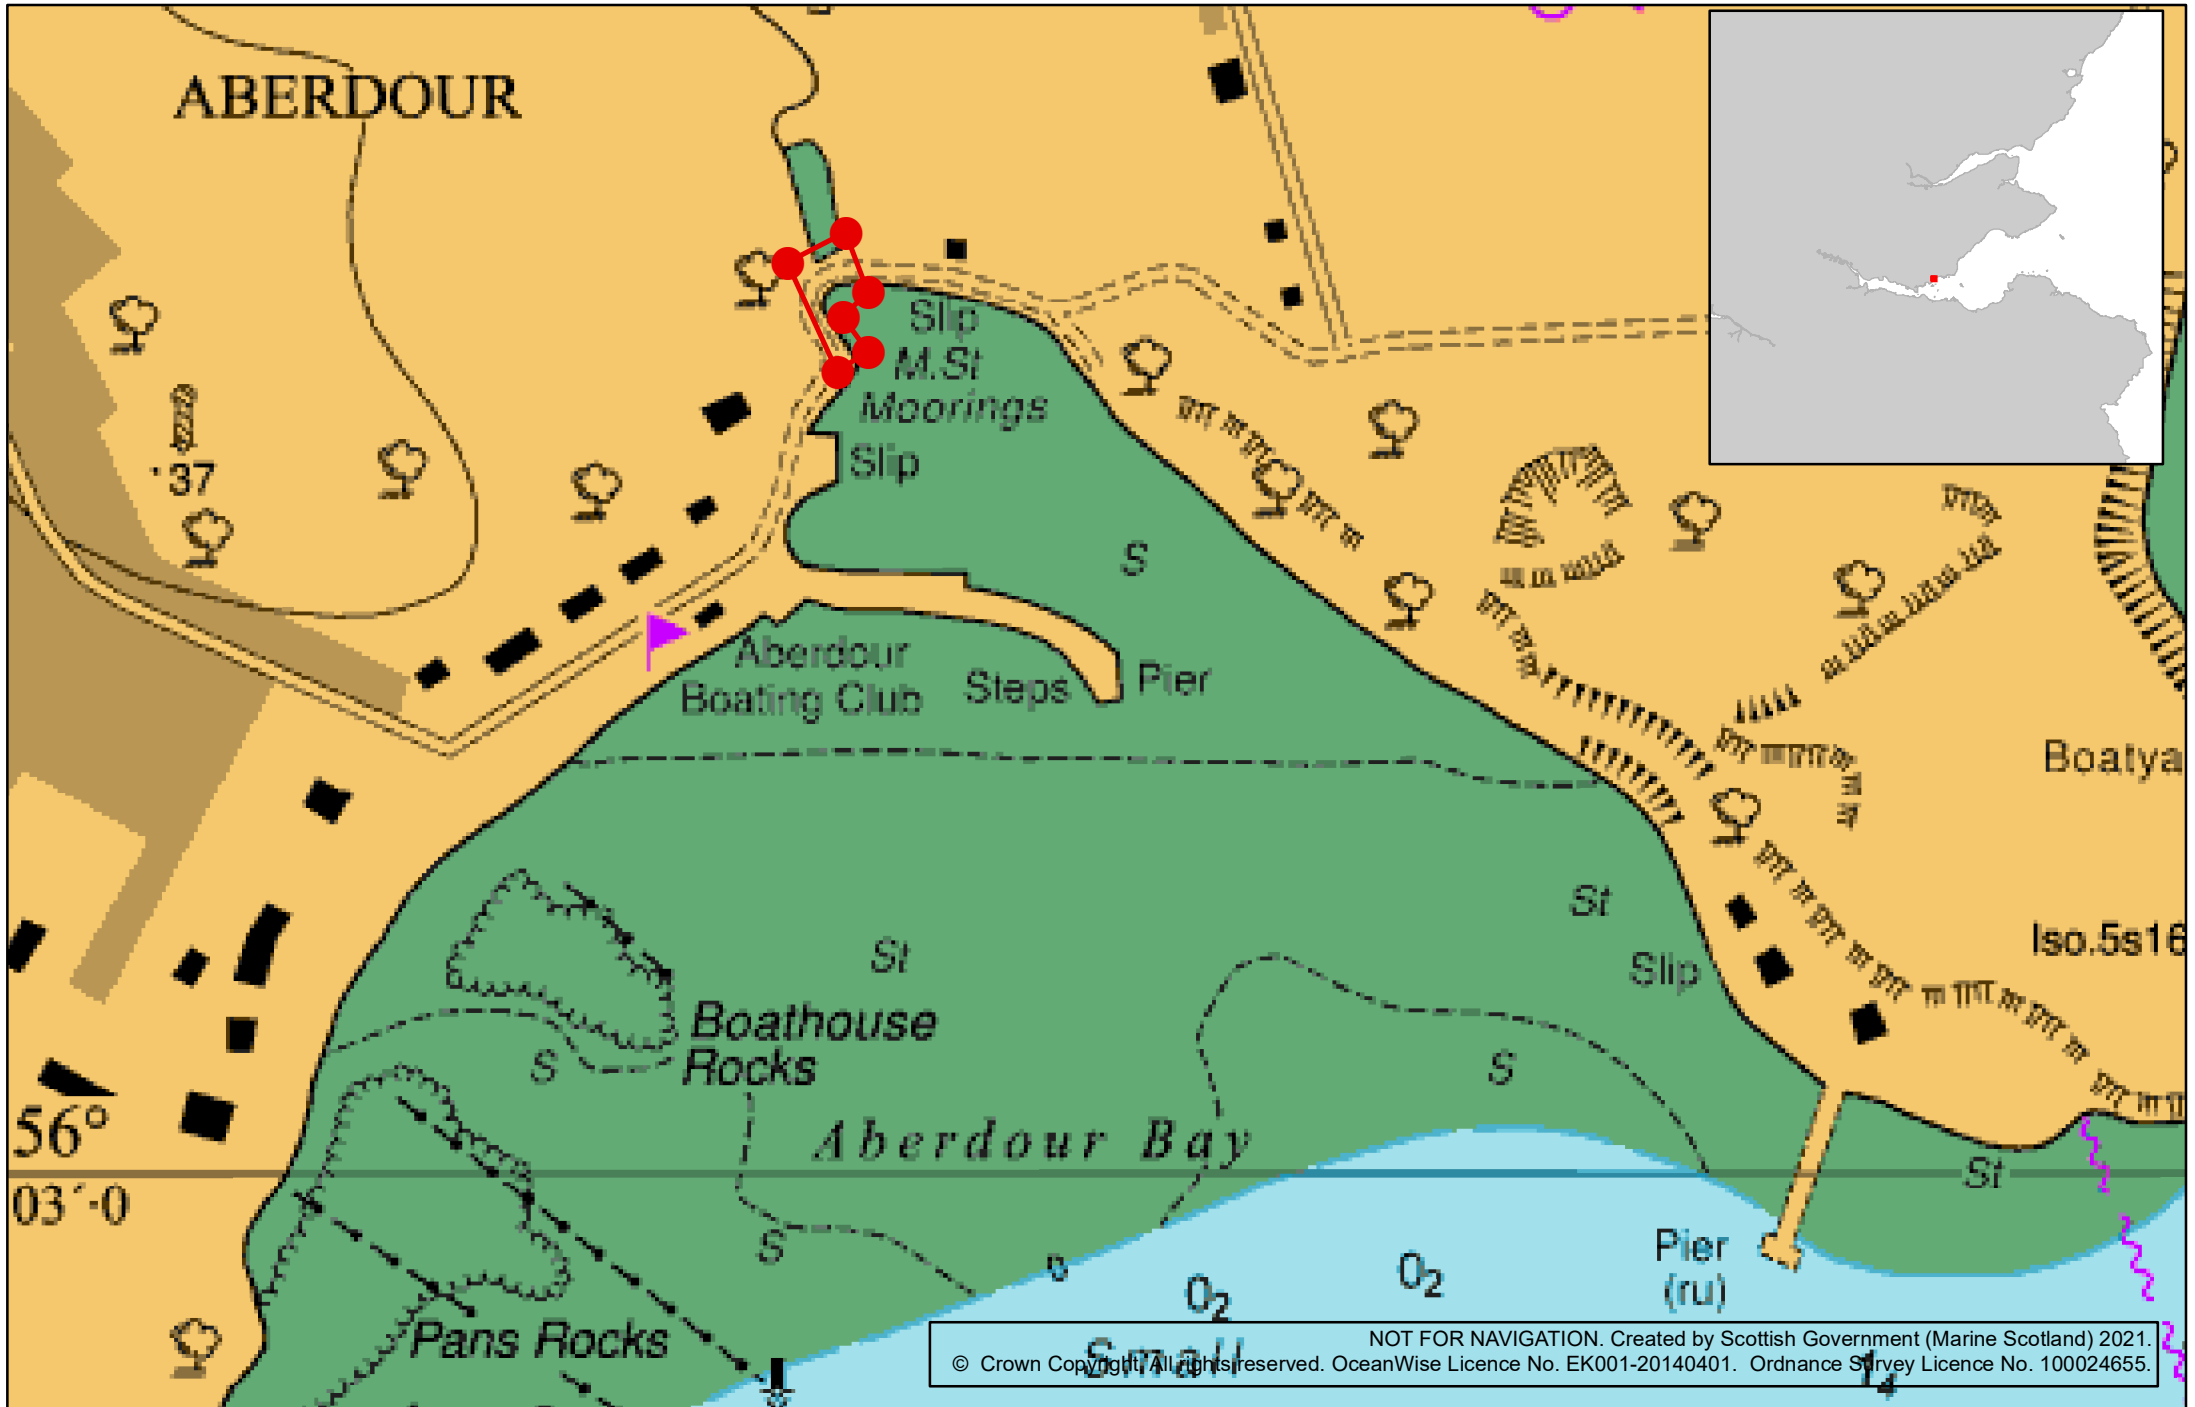 ABERDOUR
Slip
M.St
Moorings
Slip
37
S
Aberdour
Boating Club
Steps
Pier
Boatya
St
Iso.5s16
St
Slip
Boathouse
Rocks
S
S
56°
Aberdour Bay
03´·0
St
S
Pier
(ru)
0₂
0₂
Pans Rocks
Small
1₄
NOT FOR NAVIGATION. Created by Scottish Government (Marine Scotland) 2021.
© Crown Copyright. All rights reserved. OceanWise Licence No. EK001-20140401. Ordnance Survey Licence No. 100024655.